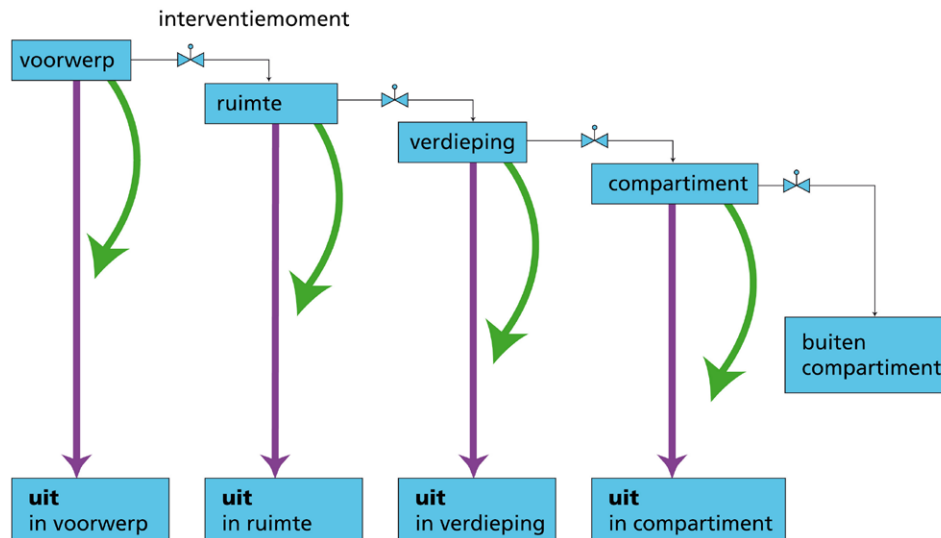 interventiemoment
voorwerp
ruimte
verdieping
compartiment
buiten
compartiment
uit
in voorwerp
uit
in ruimte
uit
in verdieping
uit
in compartiment